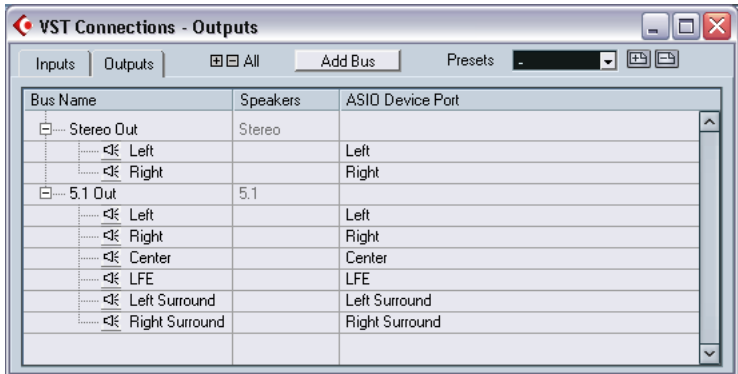 VST Connections - Outputs
Inputs Outputs All Add Bus Presets -
Bus Name Speakers ASIO Device Port
Stereo Out Stereo
Left Left
Right Right
5.1 Out 5.1
Left Left
Right Right
Center Center
LFE LFE
Left Surround Left Surround
Right Surround Right Surround